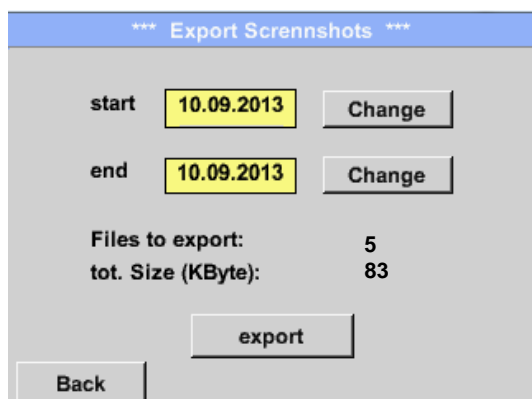 *** Export Scrennshots ***
start 10.09.2013 Change
end 10.09.2013 Change
Files to export: 5
tot. Size (KByte): 83
export
Back